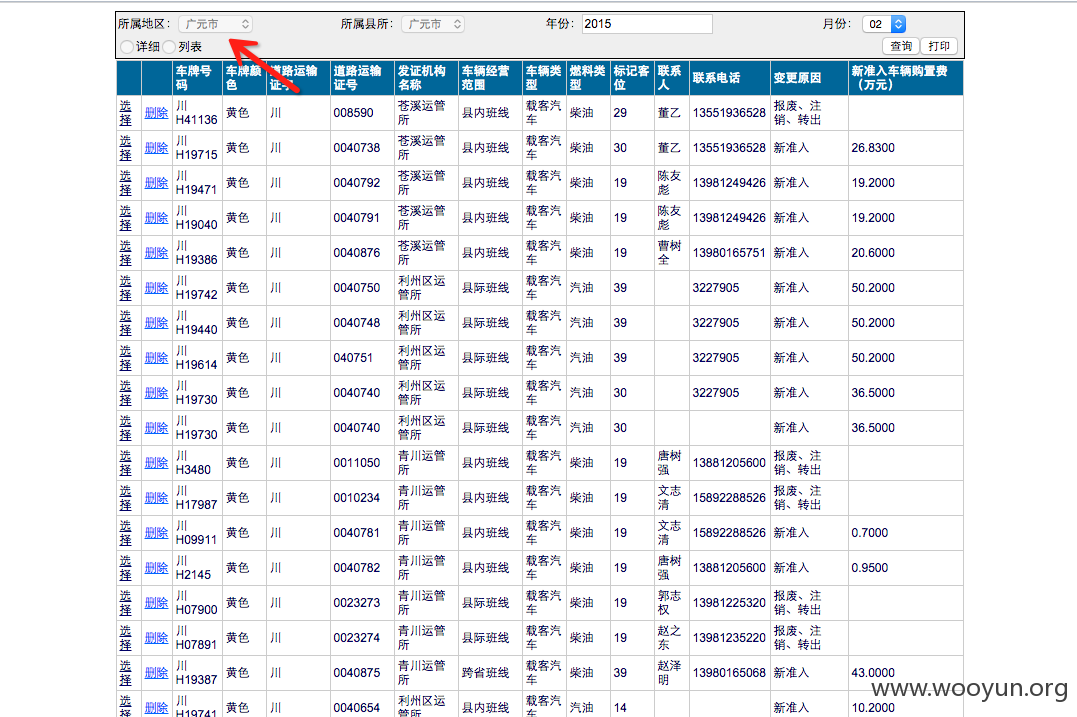 所属地区： 广元市 所属县所： 广元市 年份： 2015 月份： 02
详细 列表 查询 打印
车牌号码 车牌颜色 道路运输证字 道路运输证号 发证机构名称 车辆经营范围 车辆类型 燃料类型 标记客位 联系人 联系电话 变更原因 新准入车辆购置费（万元）
选择 删除 川H41136 黄色 川 008590 苍溪运管所 县内班线 载客汽车 柴油 29 董乙 13551936528 报废、注销、转出
选择 删除 川H19715 黄色 川 0040738 苍溪运管所 县内班线 载客汽车 柴油 30 董乙 13551936528 新准入 26.8300
选择 删除 川H19471 黄色 川 0040792 苍溪运管所 县内班线 载客汽车 柴油 19 陈友彪 13981249426 新准入 19.2000
选择 删除 川H19040 黄色 川 0040791 苍溪运管所 县内班线 载客汽车 柴油 19 陈友彪 13981249426 新准入 19.2000
选择 删除 川H19386 黄色 川 0040876 苍溪运管所 县内班线 载客汽车 柴油 19 曹树全 13980165751 新准入 20.6000
选择 删除 川H19742 黄色 川 0040750 利州区运管所 县际班线 载客汽车 汽油 39 3227905 新准入 50.2000
选择 删除 川H19440 黄色 川 0040748 利州区运管所 县际班线 载客汽车 汽油 39 3227905 新准入 50.2000
选择 删除 川H19614 黄色 川 040751 利州区运管所 县际班线 载客汽车 汽油 39 3227905 新准入 50.2000
选择 删除 川H19730 黄色 川 0040740 利州区运管所 县际班线 载客汽车 汽油 30 3227905 新准入 36.5000
选择 删除 川H19730 黄色 川 0040740 利州区运管所 县际班线 载客汽车 汽油 30 新准入 36.5000
选择 删除 川H3480 黄色 川 0011050 青川运管所 县内班线 载客汽车 柴油 19 唐树强 13881205600 报废、注销、转出
选择 删除 川H17987 黄色 川 0010234 青川运管所 县内班线 载客汽车 柴油 19 文志清 15892288526 报废、注销、转出
选择 删除 川H09911 黄色 川 0040781 青川运管所 县内班线 载客汽车 柴油 19 文志清 15892288526 新准入 0.7000
选择 删除 川H2145 黄色 川 0040782 青川运管所 县内班线 载客汽车 柴油 19 唐树强 13881205600 新准入 0.9500
选择 删除 川H07900 黄色 川 0023273 青川运管所 县际班线 载客汽车 柴油 19 郭志权 13981225320 报废、注销、转出
选择 删除 川H07891 黄色 川 0023274 青川运管所 县际班线 载客汽车 柴油 19 赵之东 13981235220 报废、注销、转出
选择 删除 川H19387 黄色 川 0040875 青川运管所 跨省班线 载客汽车 柴油 39 赵泽明 13980165068 新准入 43.0000
选择 删除 川H19741 黄色 川 0040654 利州区运管所 县内班线 载客汽车 汽油 14 新准入 10.2000
www.wooyun.org